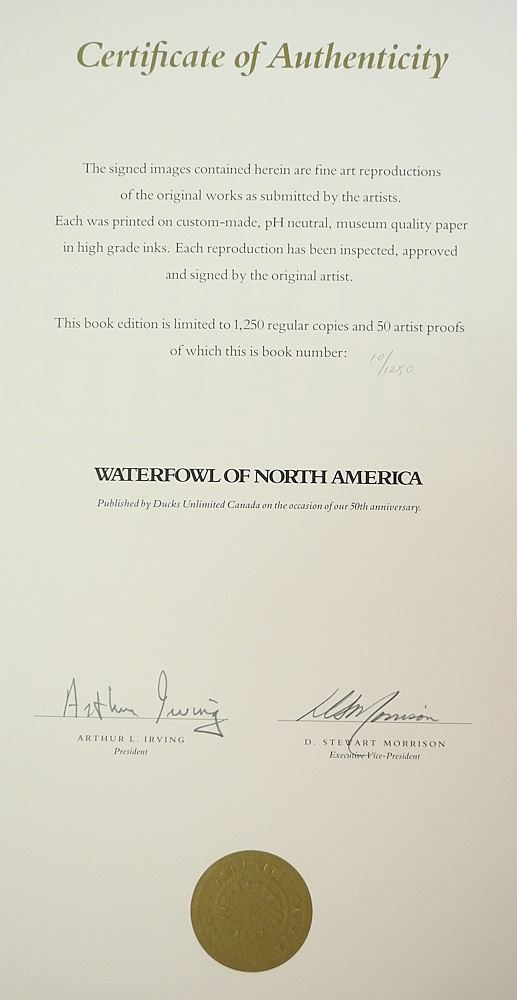 Certificate of Authenticity
The signed images contained herein are fine art reproductions
of the original works as submitted by the artists.
Each was printed on custom-made, pH neutral, museum quality paper
in high grade inks. Each reproduction has been inspected, approved
and signed by the original artist.
This book edition is limited to 1,250 regular copies and 50 artist proofs
of which this is book number: 10/1250
WATERFOWL OF NORTH AMERICA
Published by Ducks Unlimited Canada on the occasion of our 50th anniversary.
Arthur Irving
ARTHUR L. IRVING
President
DSMorrison
D. STEWART MORRISON
Executive Vice-President